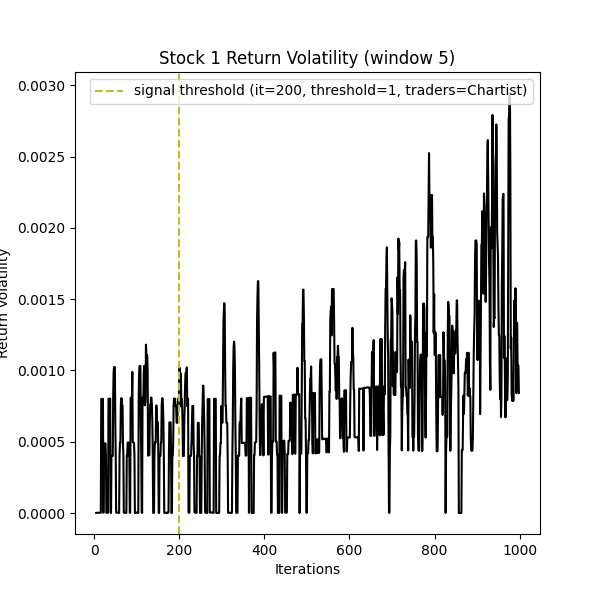 Stock 1 Return Volatility (window 5)
signal threshold (it=200, threshold=1, traders=Chartist)
0.0030
0.0025
0.0020
0.0015
0.0010
0.0005
0.0000
Return Volatility
0 200 400 600 800 1000
Iterations